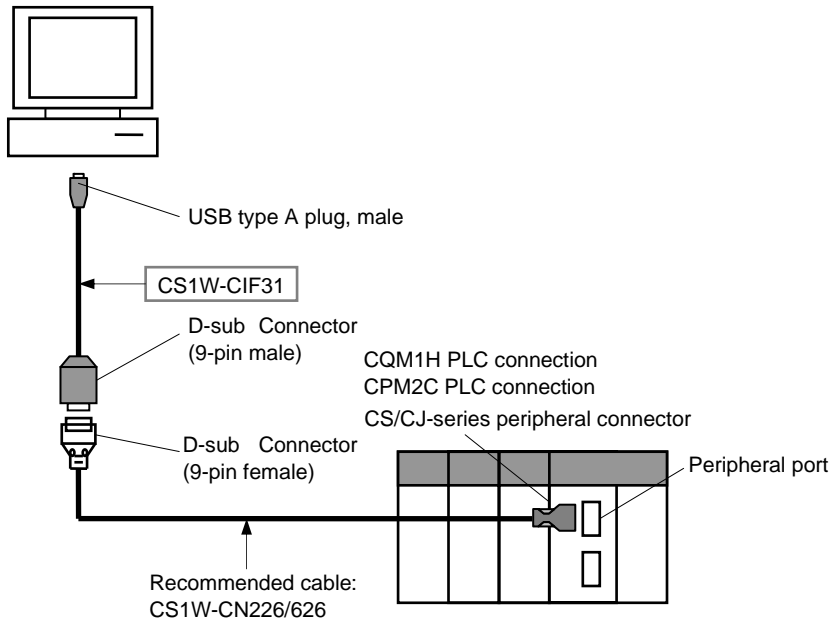 USB type A plug, male
CS1W-CIF31
D-sub Connector
(9-pin male)
CQM1H PLC connection
CPM2C PLC connection
CS/CJ-series peripheral connector
D-sub Connector
(9-pin female)
Peripheral port
Recommended cable:
CS1W-CN226/626